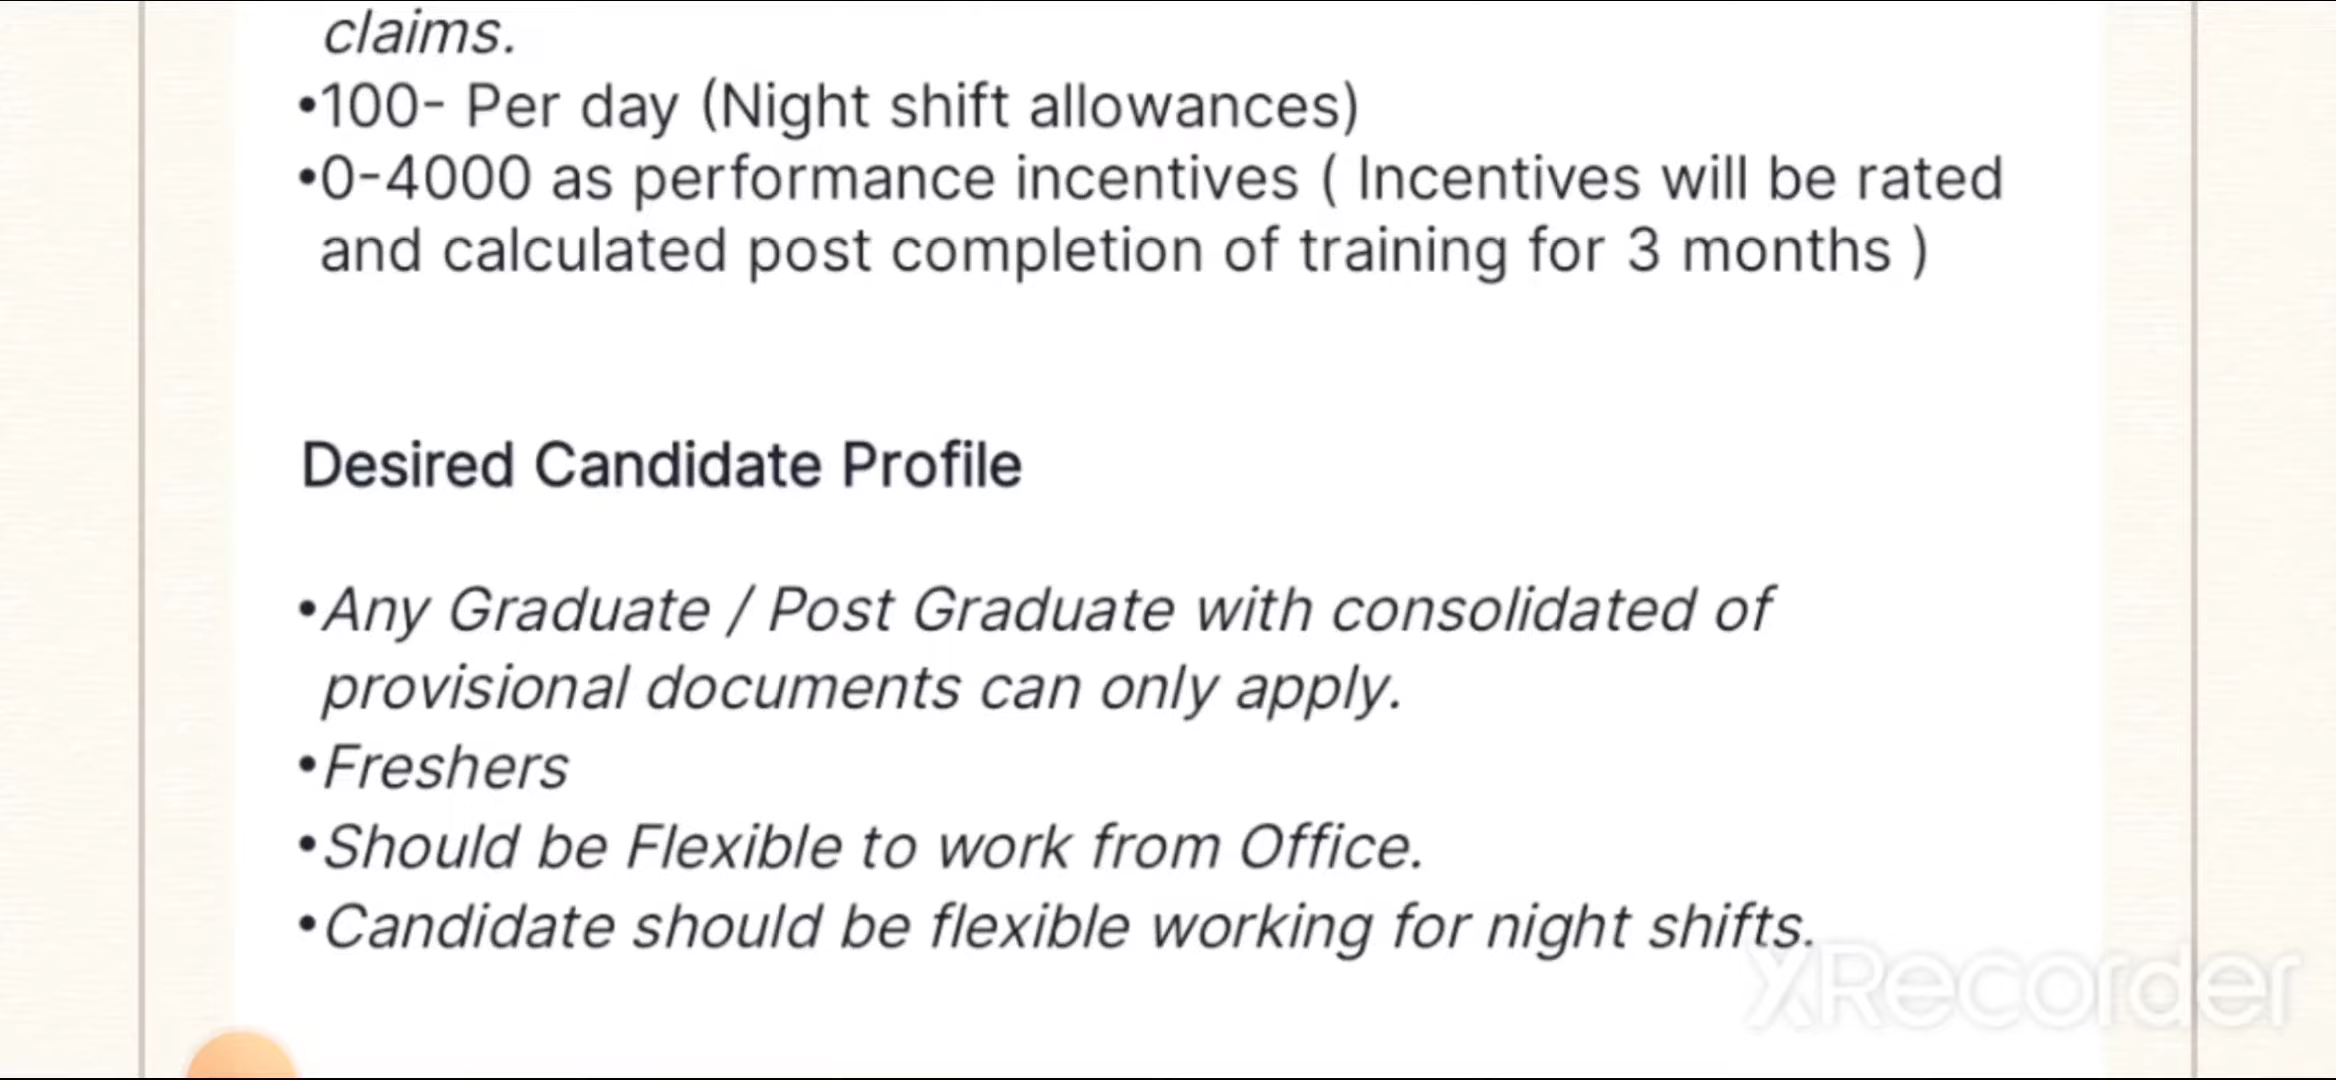 claims.
•100- Per day (Night shift allowances)
•0-4000 as performance incentives ( Incentives will be rated
and calculated post completion of training for 3 months )
Desired Candidate Profile
•Any Graduate / Post Graduate with consolidated of
provisional documents can only apply.
•Freshers
•Should be Flexible to work from Office.
•Candidate should be flexible working for night shifts.
XRecorder